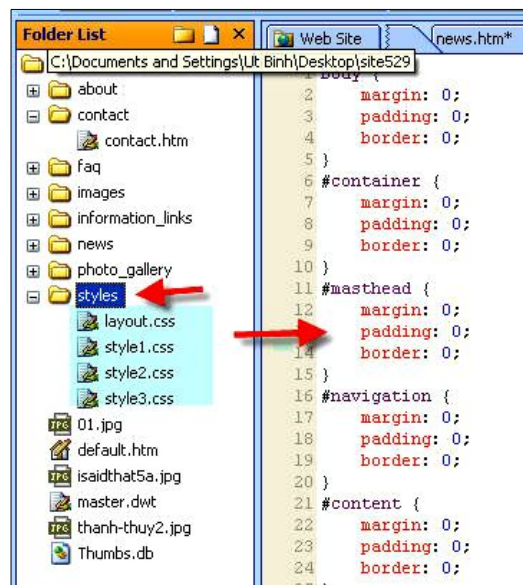 Folder List
Web Site
news.htm*
C:\Documents and Settings\Ut Binh\Desktop\site529
about
contact
contact.htm
faq
images
information_links
news
photo_gallery
styles
layout.css
style1.css
style2.css
style3.css
01.jpg
default.htm
isaidthat5a.jpg
master.dwt
thanh-thuy2.jpg
Thumbs.db
1 body {
2 margin: 0;
3 padding: 0;
4 border: 0;
5 }
6 #container {
7 margin: 0;
8 padding: 0;
9 border: 0;
10 }
11 #masthead {
12 margin: 0;
padding: 0;
14 border: 0;
15 }
16 #navigation {
17 margin: 0;
18 padding: 0;
19 border: 0;
20 }
21 #content {
22 margin: 0;
23 padding: 0;
24 border: 0;